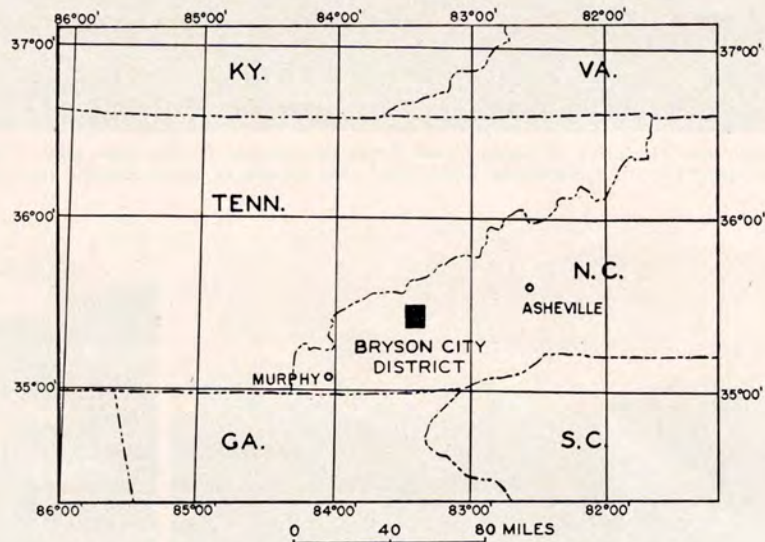 86°00' 85°00' 84°00' 83°00' 82°00'
37°00' 37°00'
KY. VA.
TENN.
36°00' 36°00'
N.C.
ASHEVILLE
BRYSON CITY
DISTRICT
MURPHY
35°00' 35°00'
GA. S.C.
86°00' 85°00' 84°00' 83°00' 82°00'
0 40 80 MILES